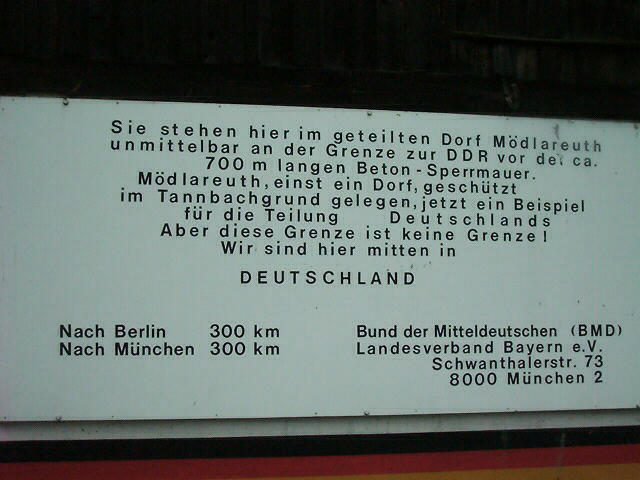 Sie stehen hier im geteilten Dorf Mödlareuth
unmittelbar an der Grenze zur DDR vor der ca.
700 m langen Beton - Sperrmauer.
Mödlareuth, einst ein Dorf, geschützt
im Tannbachgrund gelegen, jetzt ein Beispiel
für die Teilung Deutschlands
Aber diese Grenze ist keine Grenze!
Wir sind hier mitten in
DEUTSCHLAND
Nach Berlin 300 km
Nach München 300 km
Bund der Mitteldeutschen (BMD)
Landesverband Bayern e.V.
Schwanthalerstr. 73
8000 München 2